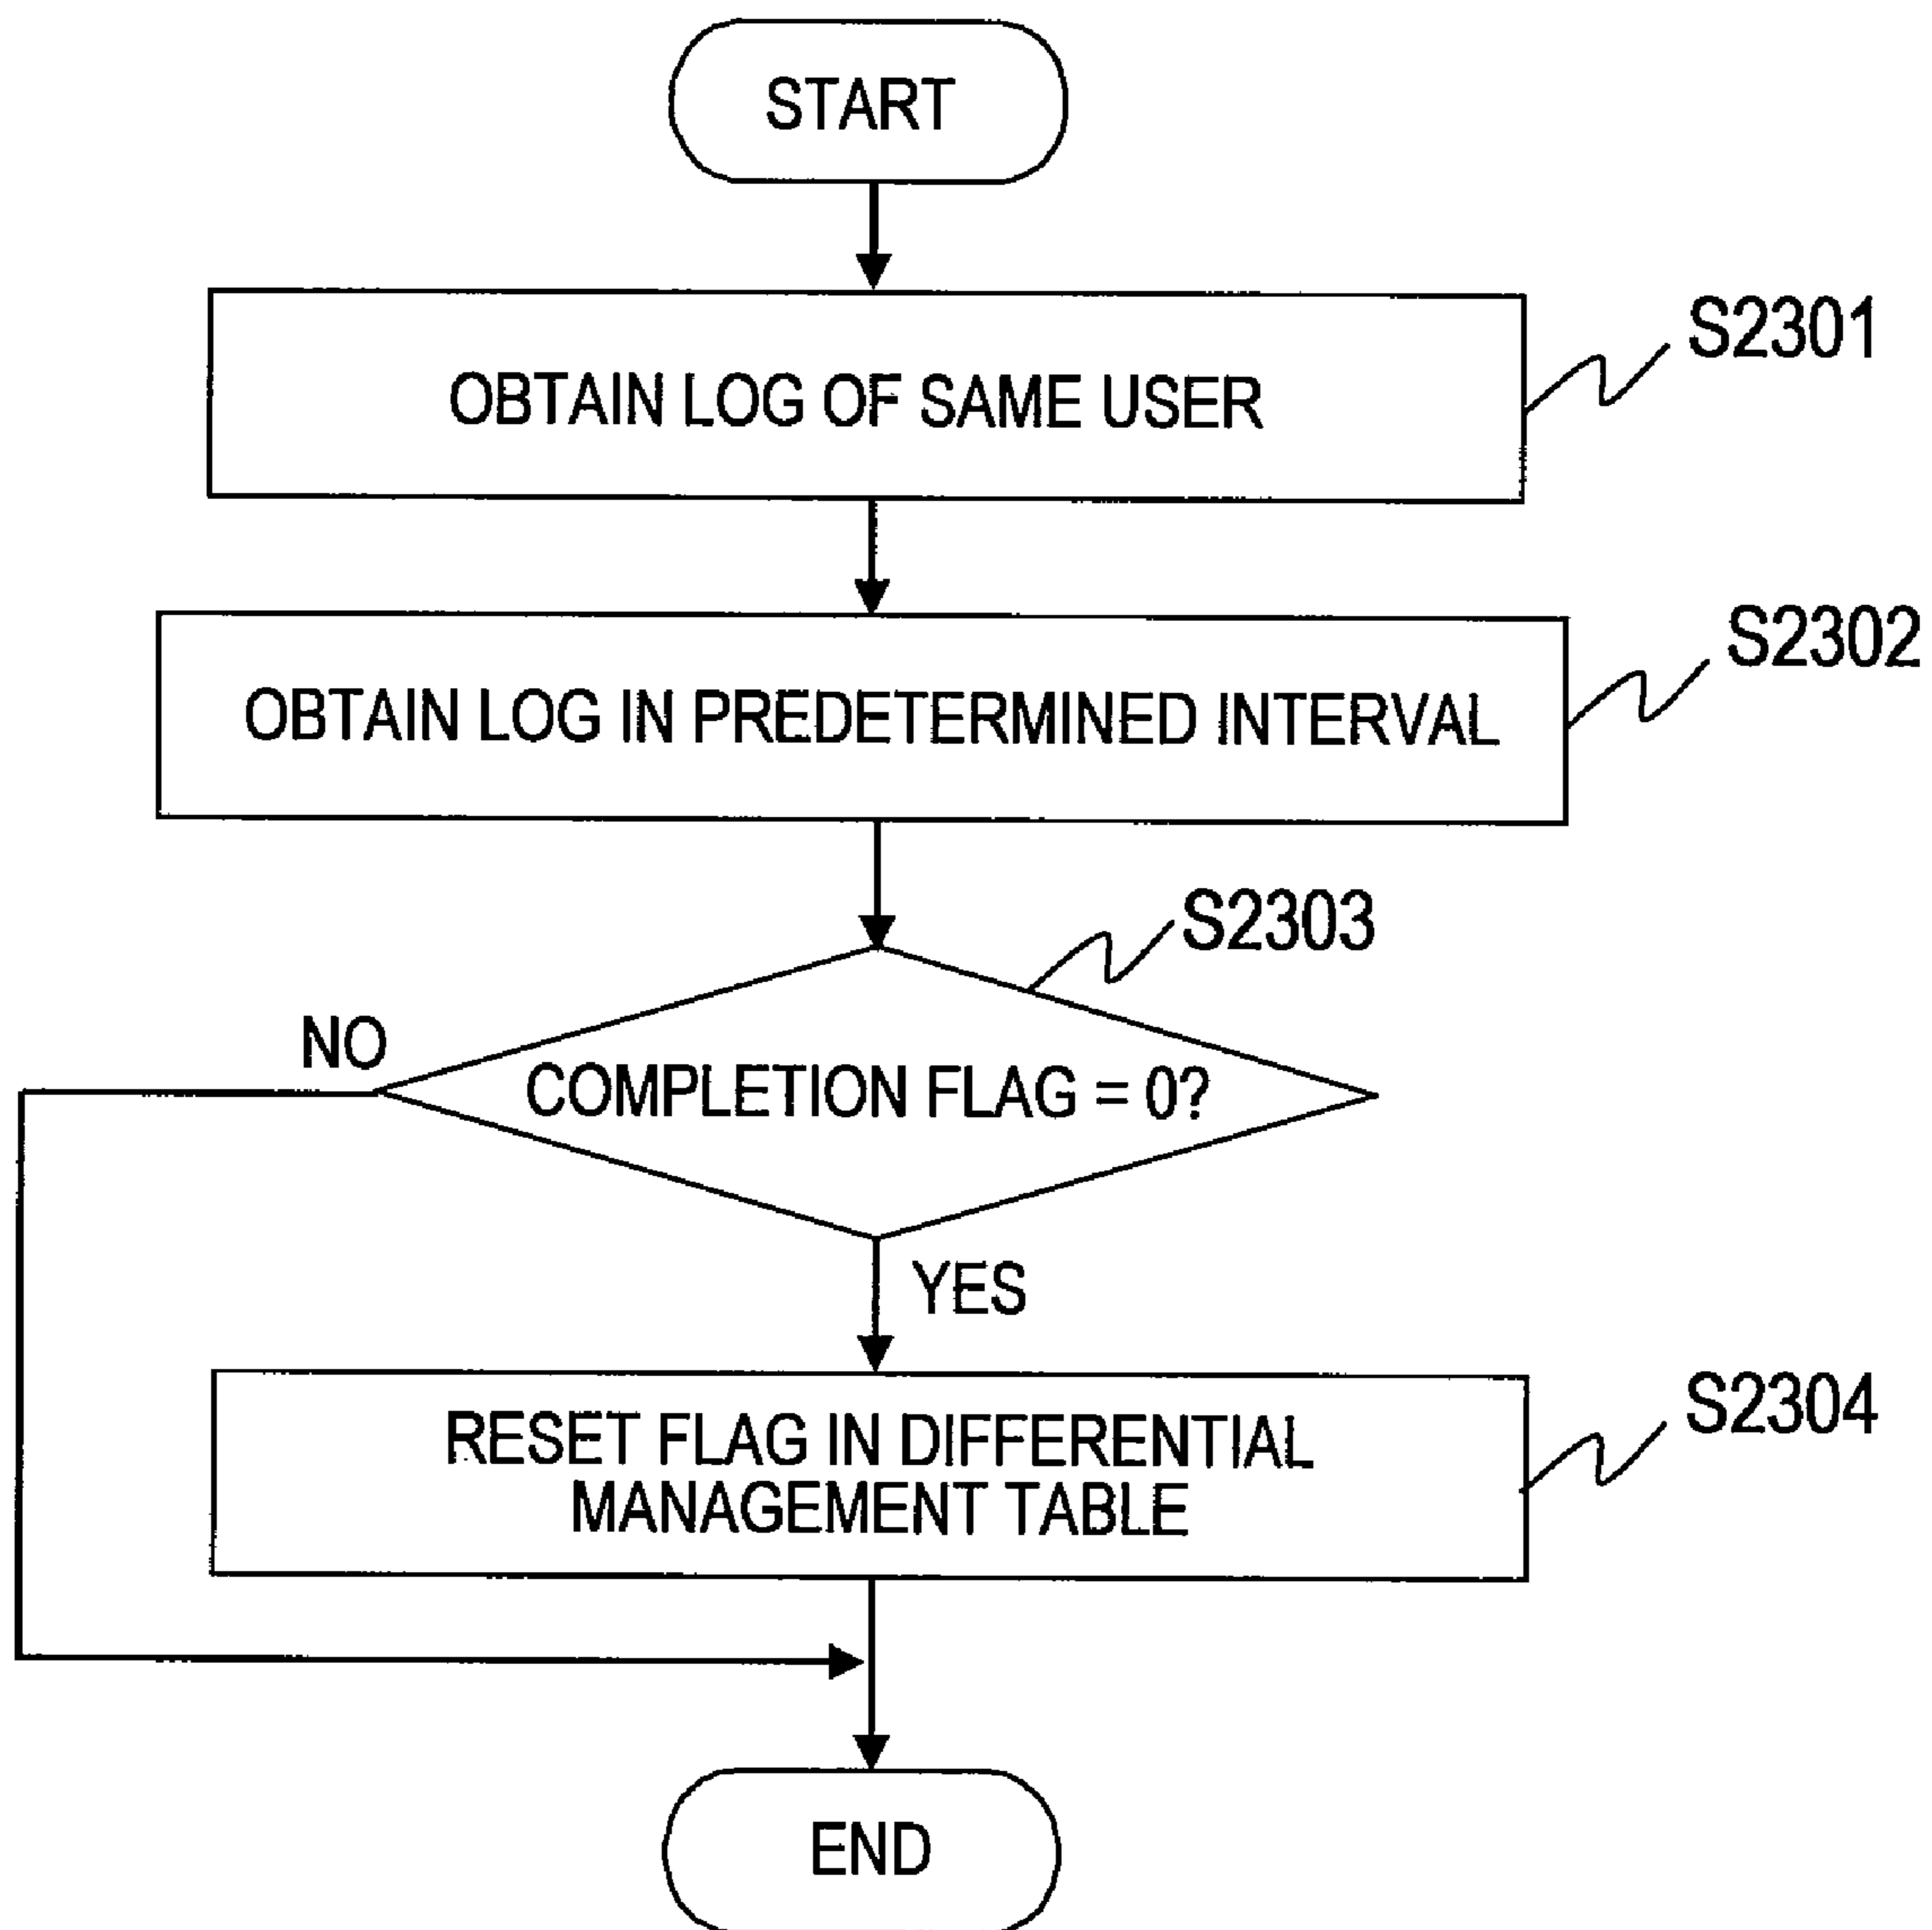 START
OBTAIN LOG OF SAME USER
S2301
OBTAIN LOG IN PREDETERMINED INTERVAL
S2302
S2303
NO
COMPLETION FLAG = 0?
YES
RESET FLAG IN DIFFERENTIAL
MANAGEMENT TABLE
S2304
END